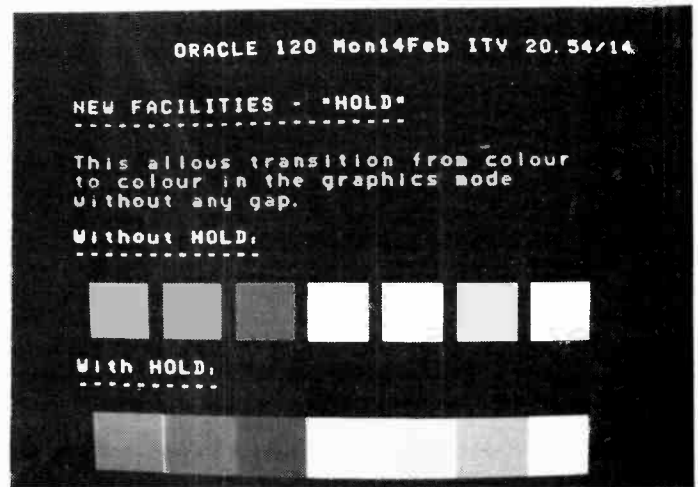 ORACLE 120 Mon14Feb ITV 20.54/14
NEW FACILITIES - "HOLD"
This allows transition from colour
to colour in the graphics mode
without any gap.
Without HOLD:
With HOLD: